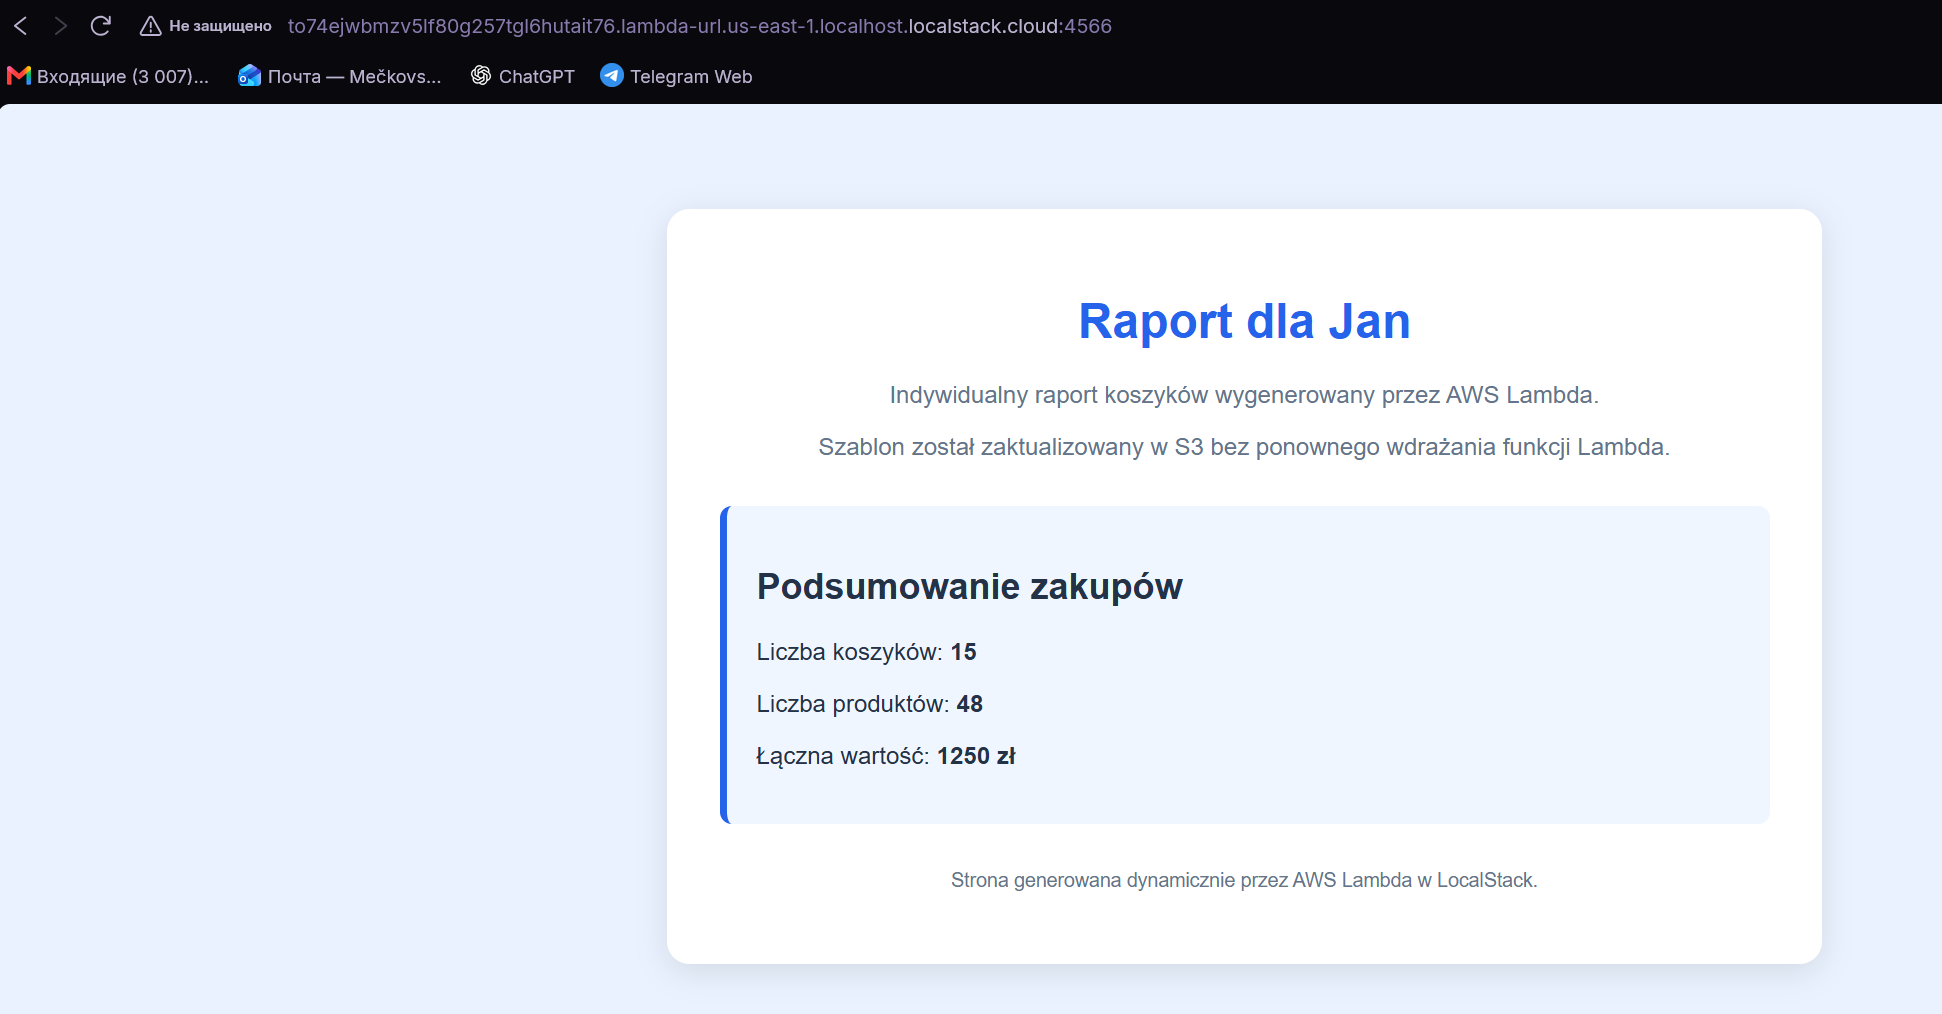 Не защищено to74ejwbmzv5lf80g257tgl6hutait76.lambda-url.us-east-1.localhost.localstack.cloud:4566
Входящие (3 007)... Почта — Mečkovs... ChatGPT Telegram Web
Raport dla Jan
Indywidualny raport koszyków wygenerowany przez AWS Lambda.
Szablon został zaktualizowany w S3 bez ponownego wdrażania funkcji Lambda.
Podsumowanie zakupów
Liczba koszyków: 15
Liczba produktów: 48
Łączna wartość: 1250 zł
Strona generowana dynamicznie przez AWS Lambda w LocalStack.